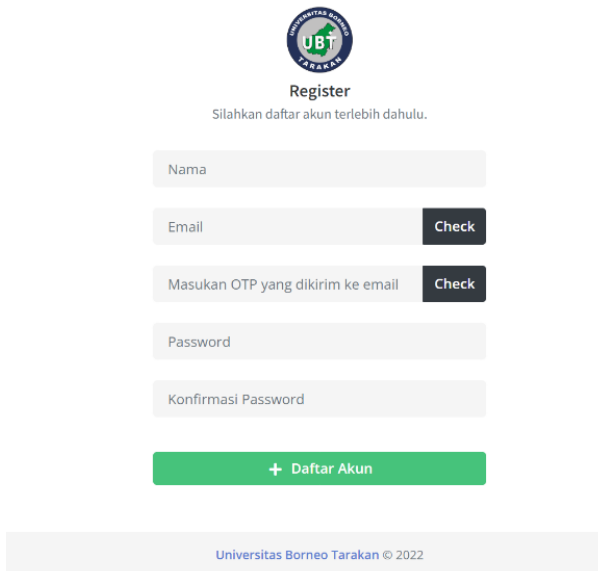 UNIVERSITAS BORNEO
UBT
TARAKAN
Register
Silahkan daftar akun terlebih dahulu.
Nama
Email
Check
Masukan OTP yang dikirim ke email
Check
Password
Konfirmasi Password
+ Daftar Akun
Universitas Borneo Tarakan © 2022